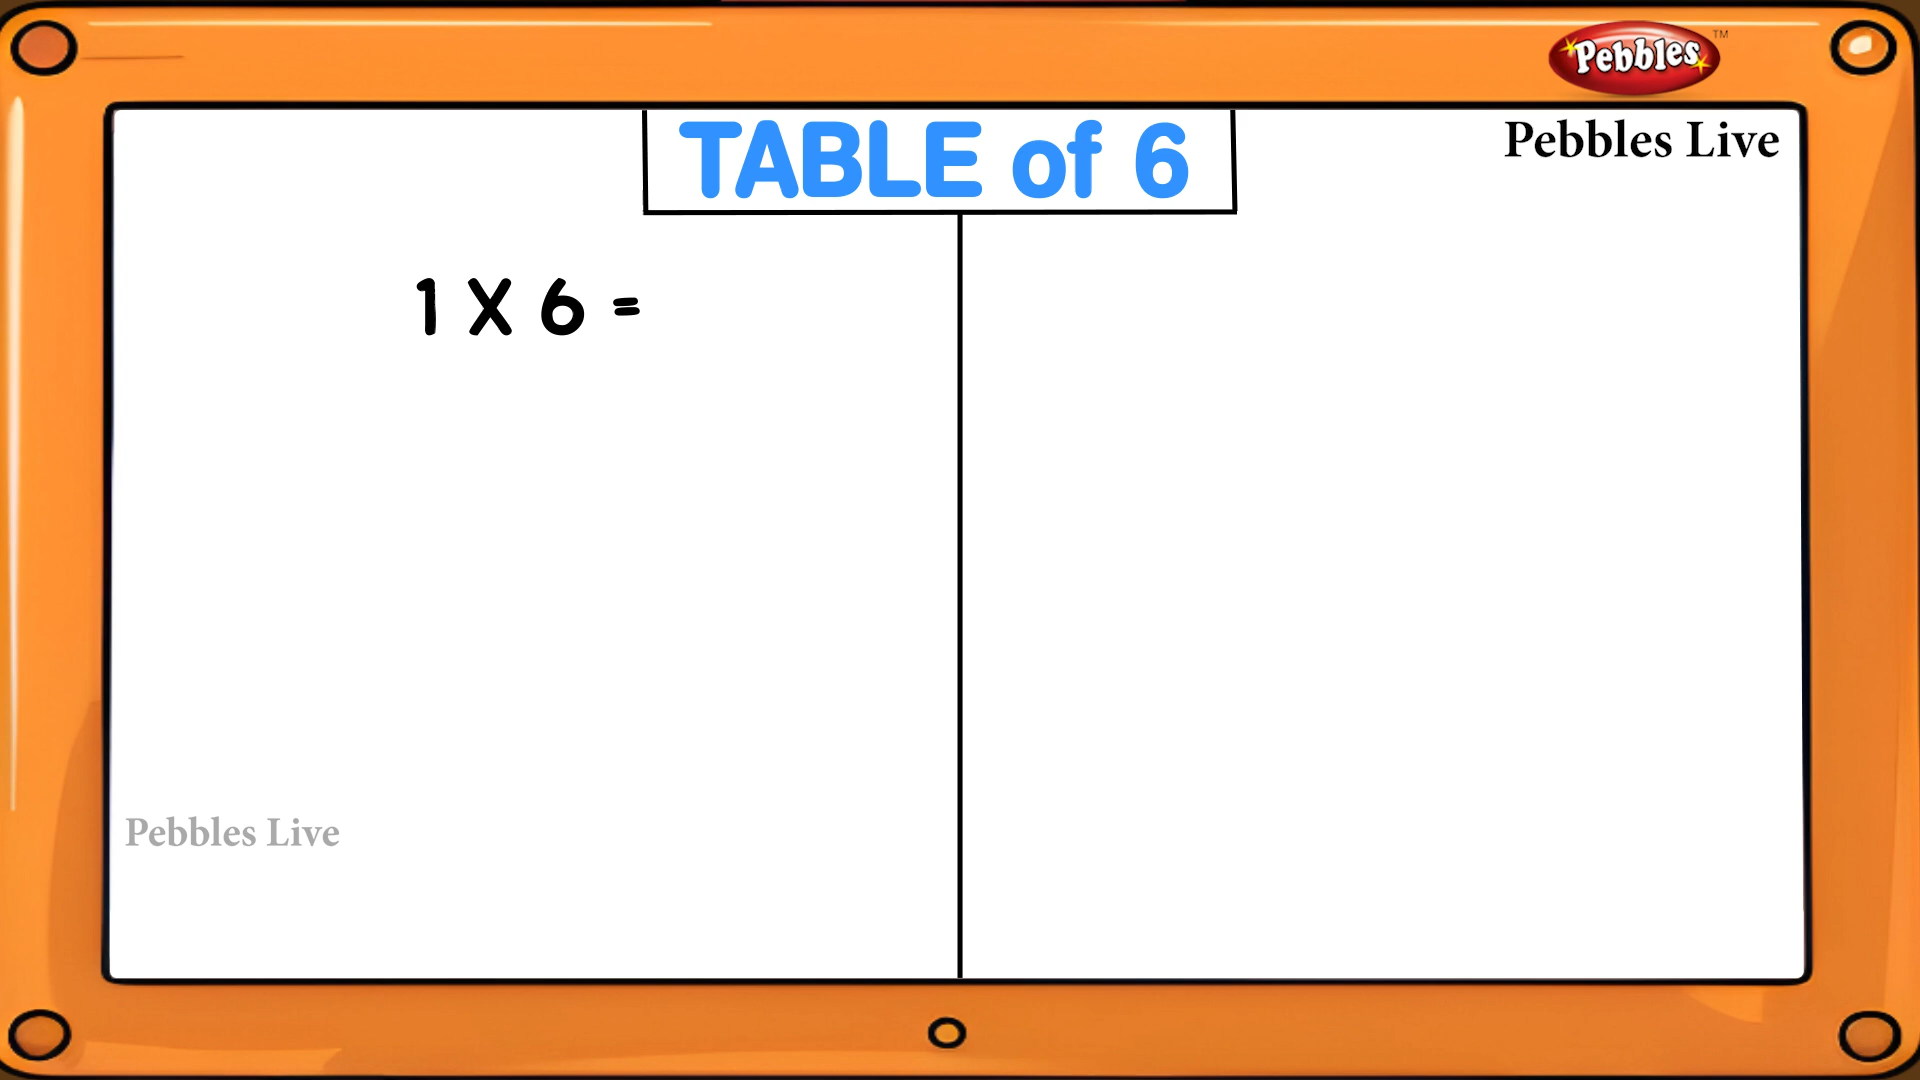 Pebbles TM
TABLE of 6
Pebbles Live
1 X 6 =
Pebbles Live